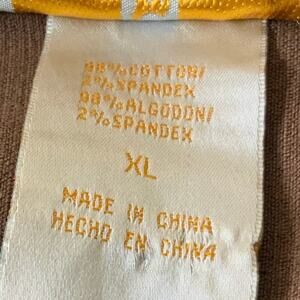 98%COTTON/
2%SPANDEX
98%ALGODON/
2%SPANDEX
XL
MADE IN CHINA
HECHO EN CHINA